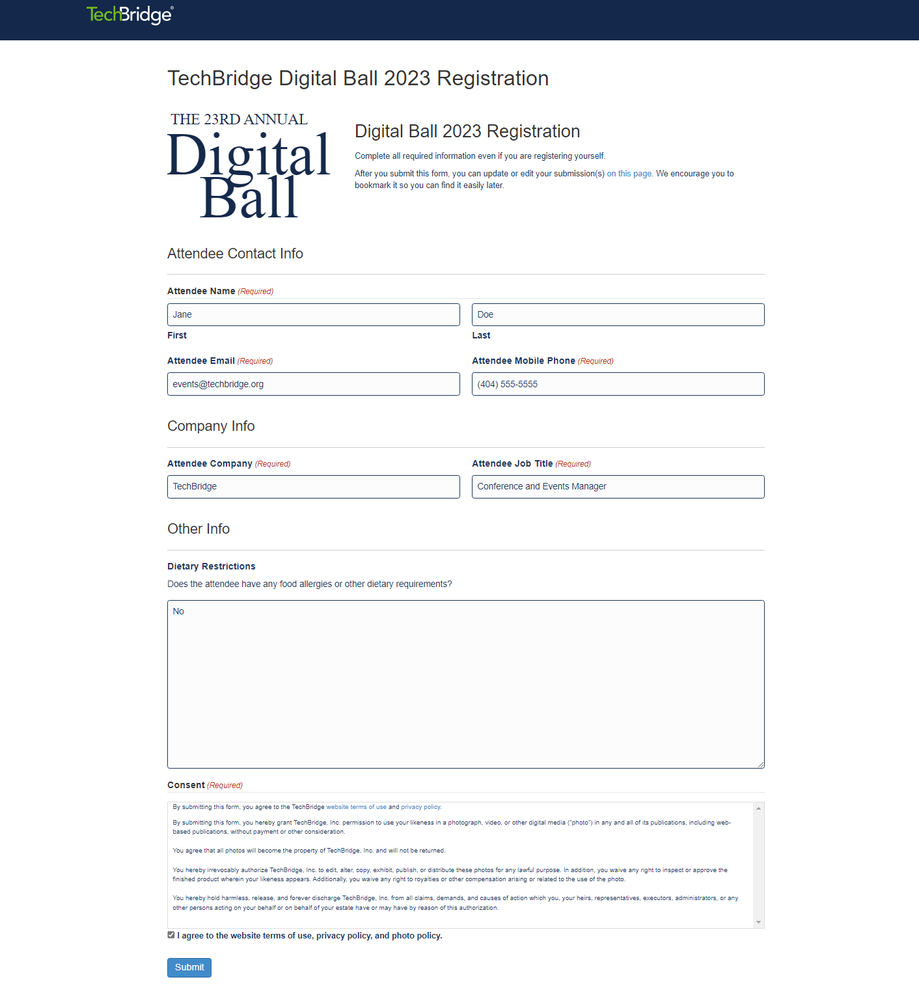 TechBridge®
TechBridge Digital Ball 2023 Registration
THE 23RD ANNUAL
Digital
Ball
Digital Ball 2023 Registration
Complete all required information even if you are registering yourself.
After you submit this form, you can update or edit your submission(s) on this page. We encourage you to
bookmark it so you can find it easily later.
Attendee Contact Info
Attendee Name (Required)
Jane Doe
First Last
Attendee Email (Required) Attendee Mobile Phone (Required)
events@techbridge.org (404) 555-5555
Company Info
Attendee Company (Required) Attendee Job Title (Required)
TechBridge Conference and Events Manager
Other Info
Dietary Restrictions
Does the attendee have any food allergies or other dietary requirements?
No
Consent (Required)
By submitting this form, you agree to the TechBridge website terms of use and privacy policy.
By submitting this form, you hereby grant TechBridge, Inc. permission to use your likeness in a photograph, video, or other digital media ("photo") in any and all of its publications, including web-
based publications, without payment or other consideration.
You agree that all photos will become the property of TechBridge, Inc. and will not be returned.
You hereby irrevocably authorize TechBridge, Inc. to edit, alter, copy, exhibit, publish, or distribute these photos for any lawful purpose. In addition, you waive any right to inspect or approve the
finished product wherein your likeness appears. Additionally, you waive any right to royalties or other compensation arising or related to the use of the photo.
You hereby hold harmless, release, and forever discharge TechBridge, Inc. from all claims, demands, and causes of action which you, your heirs, representatives, executors, administrators, or any
other persons acting on your behalf or on behalf of your estate have or may have by reason of this authorization.
I agree to the website terms of use, privacy policy, and photo policy.
Submit